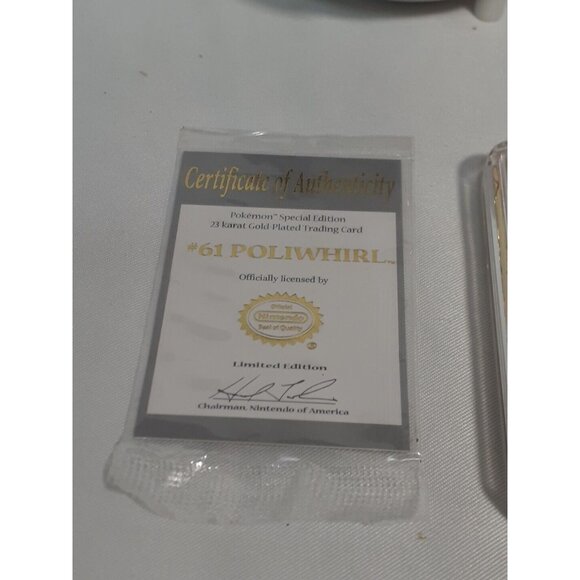 Certificate of Authenticity
Pokémon™ Special Edition
23 karat Gold Plated Trading Card
#61 POLIWHIRL™
Officially licensed by
Official
Nintendo
Seal of Quality
®
Limited Edition
Chairman, Nintendo of America